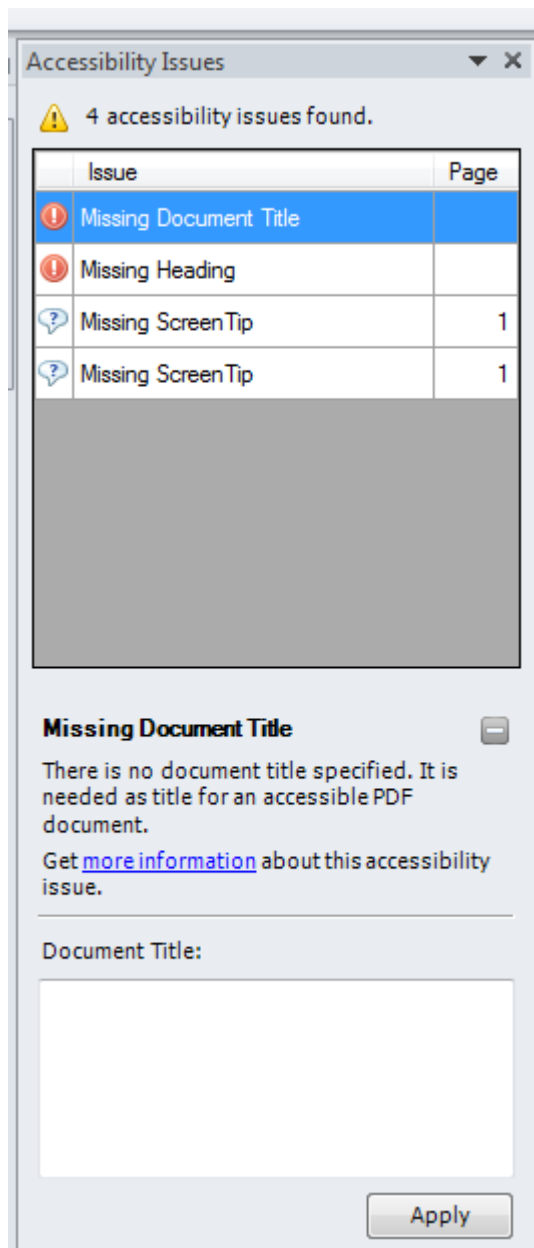 Accessibility Issues
4 accessibility issues found.
Issue Page
Missing Document Title
Missing Heading
Missing ScreenTip 1
Missing ScreenTip 1
Missing Document Title
There is no document title specified. It is
needed as title for an accessible PDF
document.
Get more information about this accessibility
issue.
Document Title:
Apply